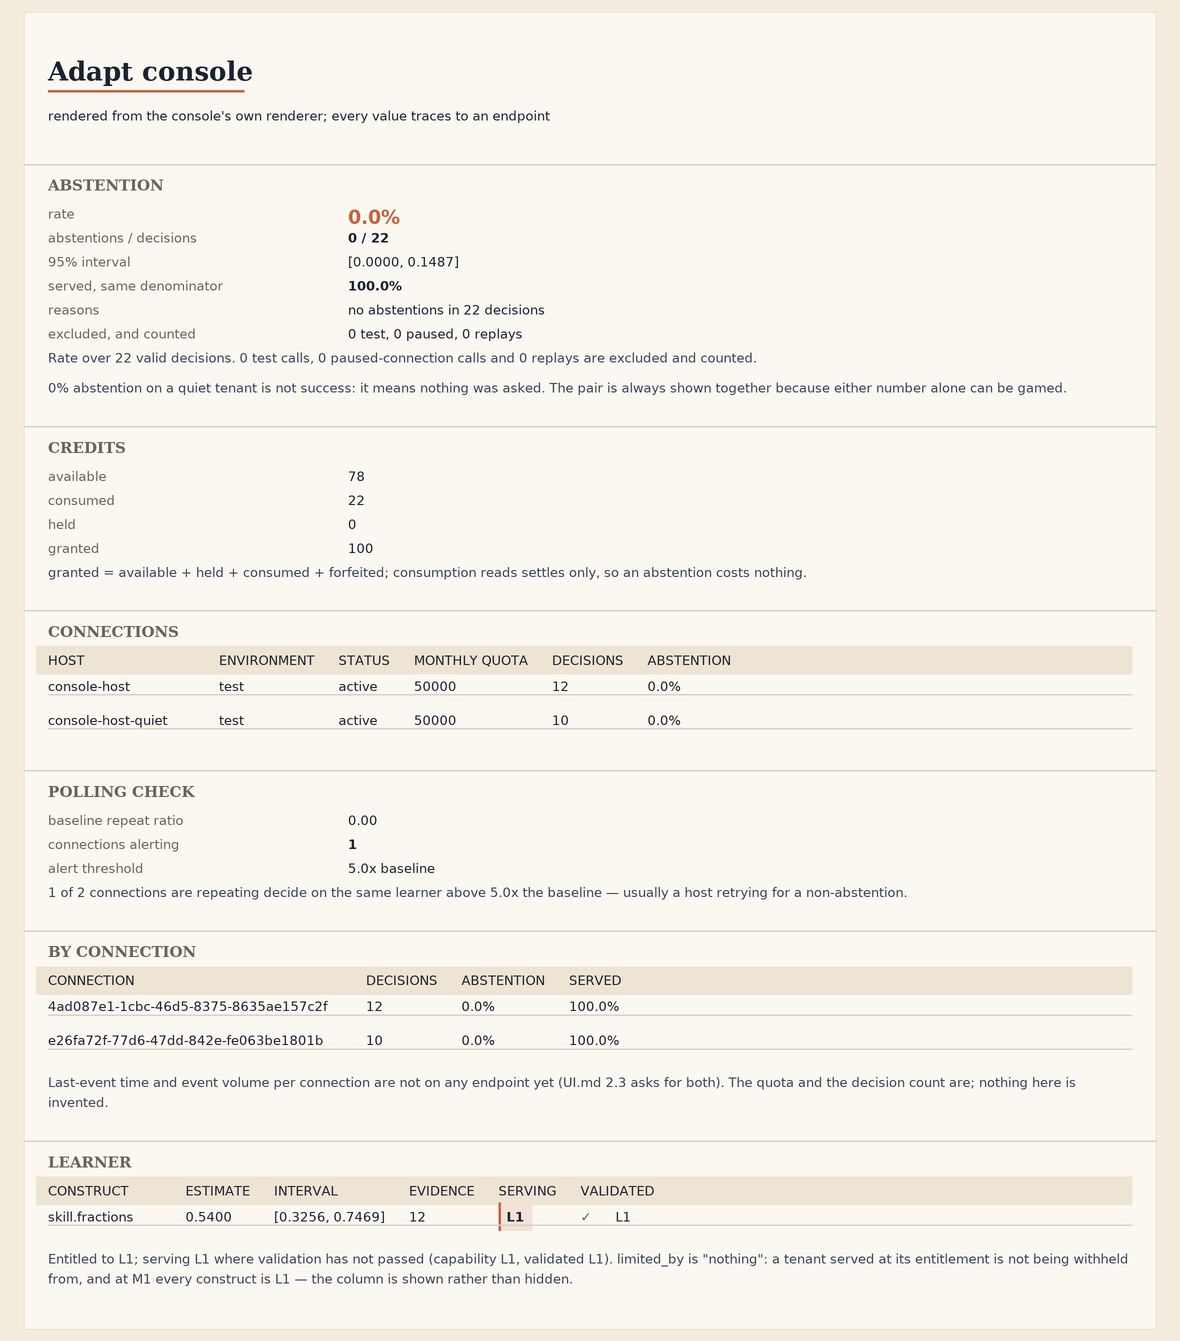 Adapt console
rendered from the console's own renderer; every value traces to an endpoint
ABSTENTION
rate 0.0%
abstentions / decisions 0 / 22
95% interval [0.0000, 0.1487]
served, same denominator 100.0%
reasons no abstentions in 22 decisions
excluded, and counted 0 test, 0 paused, 0 replays
Rate over 22 valid decisions. 0 test calls, 0 paused-connection calls and 0 replays are excluded and counted.
0% abstention on a quiet tenant is not success: it means nothing was asked. The pair is always shown together because either number alone can be gamed.
CREDITS
available 78
consumed 22
held 0
granted 100
granted = available + held + consumed + forfeited; consumption reads settles only, so an abstention costs nothing.
CONNECTIONS
HOST ENVIRONMENT STATUS MONTHLY QUOTA DECISIONS ABSTENTION
console-host test active 50000 12 0.0%
console-host-quiet test active 50000 10 0.0%
POLLING CHECK
baseline repeat ratio 0.00
connections alerting 1
alert threshold 5.0x baseline
1 of 2 connections are repeating decide on the same learner above 5.0x the baseline — usually a host retrying for a non-abstention.
BY CONNECTION
CONNECTION DECISIONS ABSTENTION SERVED
4ad087e1-1cbc-46d5-8375-8635ae157c2f 12 0.0% 100.0%
e26fa72f-77d6-47dd-842e-fe063be1801b 10 0.0% 100.0%
Last-event time and event volume per connection are not on any endpoint yet (UI.md 2.3 asks for both). The quota and the decision count are; nothing here is
invented.
LEARNER
CONSTRUCT ESTIMATE INTERVAL EVIDENCE SERVING VALIDATED
skill.fractions 0.5400 [0.3256, 0.7469] 12 L1 ✓ L1
Entitled to L1; serving L1 where validation has not passed (capability L1, validated L1). limited_by is "nothing": a tenant served at its entitlement is not being withheld
from, and at M1 every construct is L1 — the column is shown rather than hidden.